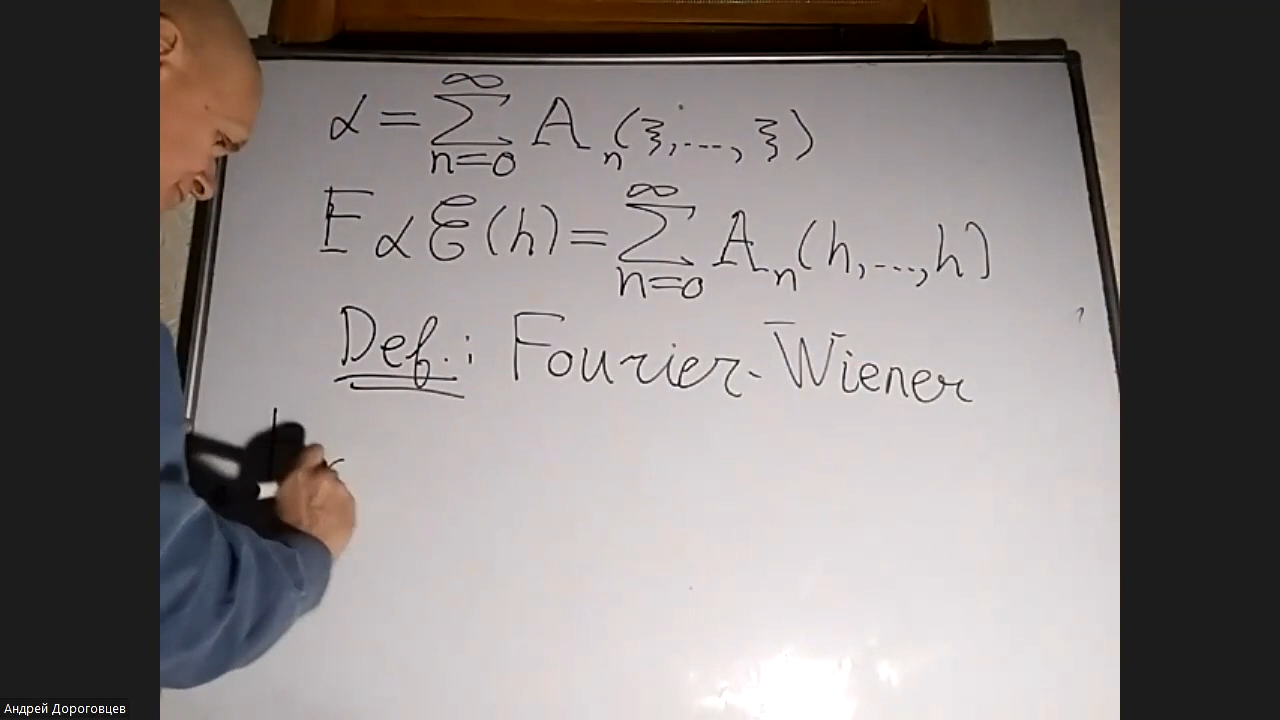 α = ∑_{n=0}^{∞} A_n (ξ, ..., ξ)
E α ℰ(h) = ∑_{n=0}^{∞} A_n (h, ..., h)
Def.: Fourier-Wiener
Андрей Дороговцев